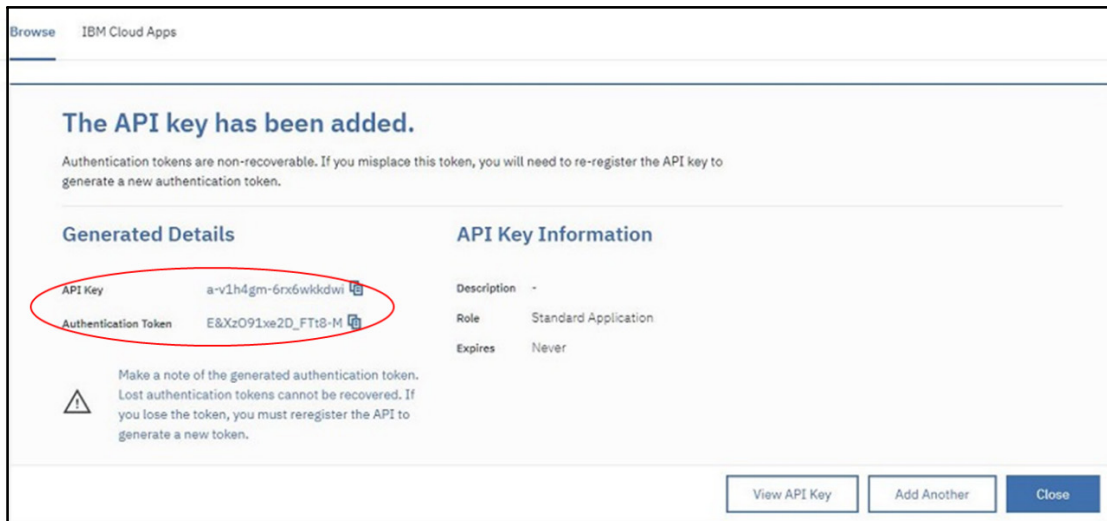 Browse IBM Cloud Apps
The API key has been added.
Authentication tokens are non-recoverable. If you misplace this token, you will need to re-register the API key to
generate a new authentication token.
Generated Details
API Key a-v1h4gm-6rx6wkkdwi
Authentication Token E&XzO91xe2D_FTt8-M
Make a note of the generated authentication token.
Lost authentication tokens cannot be recovered. If
you lose the token, you must reregister the API to
generate a new token.
API Key Information
Description -
Role Standard Application
Expires Never
View API Key Add Another Close